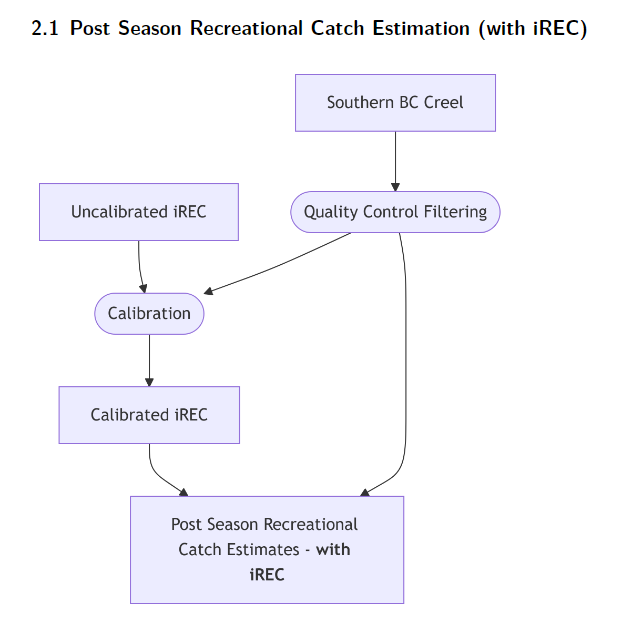 2.1 Post Season Recreational Catch Estimation (with iREC)
Southern BC Creel
Uncalibrated iREC
Quality Control Filtering
Calibration
Calibrated iREC
Post Season Recreational
Catch Estimates - with
iREC